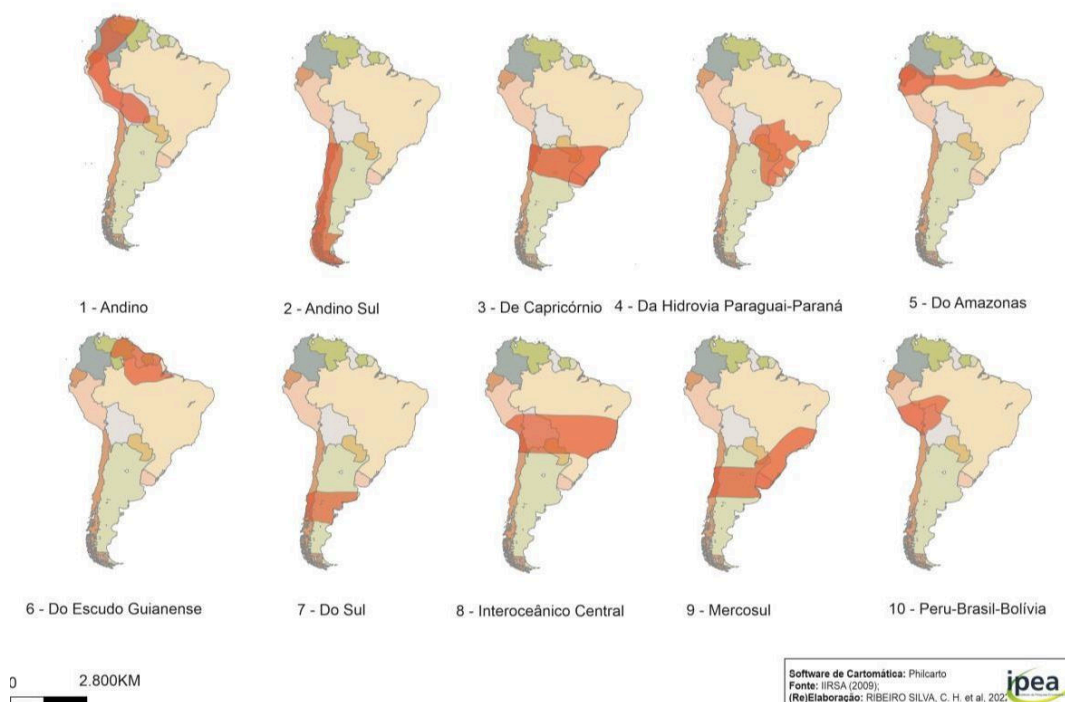 1 - Andino
2 - Andino Sul
3 - De Capricórnio
4 - Da Hidrovia Paraguai-Paraná
5 - Do Amazonas
6 - Do Escudo Guianense
7 - Do Sul
8 - Interoceânico Central
9 - Mercosul
10 - Peru-Brasil-Bolívia
0 2.800KM
Software de Cartomática: Philcarto
Fonte: IIRSA (2009);
(Re)Elaboração: RIBEIRO SILVA, C. H. et al,
ipea